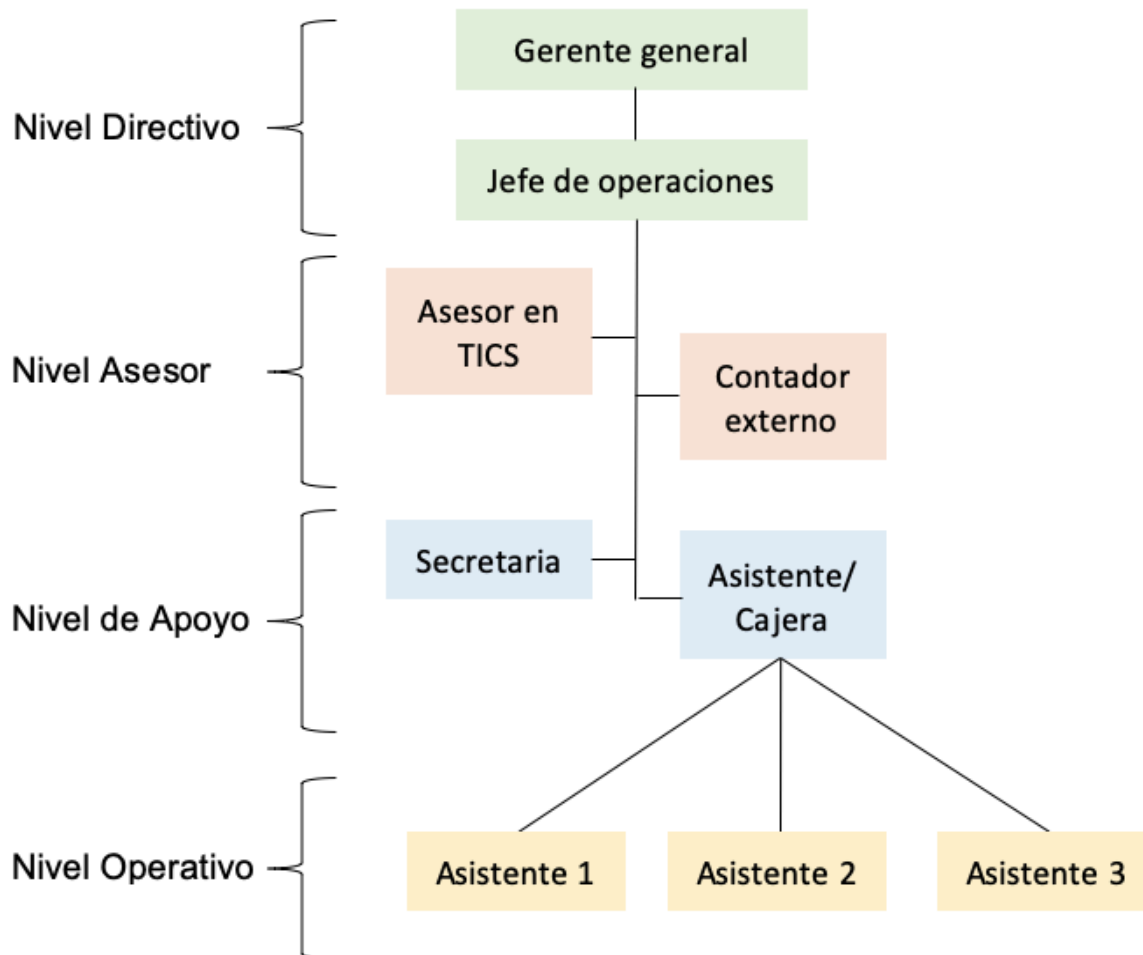 Gerente general
Nivel Directivo
Jefe de operaciones
Asesor en
TICS
Nivel Asesor
Contador
externo
Secretaria
Asistente/
Cajera
Nivel de Apoyo
Nivel Operativo
Asistente 1
Asistente 2
Asistente 3